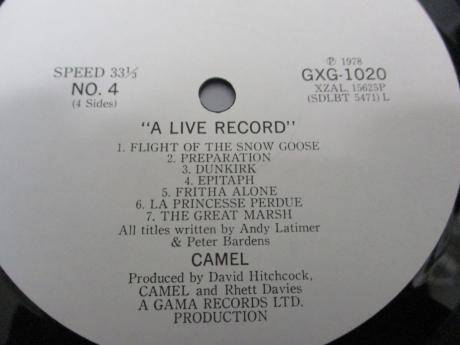 SPEED 33⅓
NO. 4
(4 Sides)
Ⓟ 1978
GXG-1020
XZAL. 15625P
(SDLBT 5471) L
"A LIVE RECORD"
1. FLIGHT OF THE SNOW GOOSE
2. PREPARATION
3. DUNKIRK
4. EPITAPH
5. FRITHA ALONE
6. LA PRINCESSE PERDUE
7. THE GREAT MARSH
All titles written by Andy Latimer
& Peter Bardens
CAMEL
Produced by David Hitchcock,
CAMEL and Rhett Davies
A GAMA RECORDS LTD.
PRODUCTION